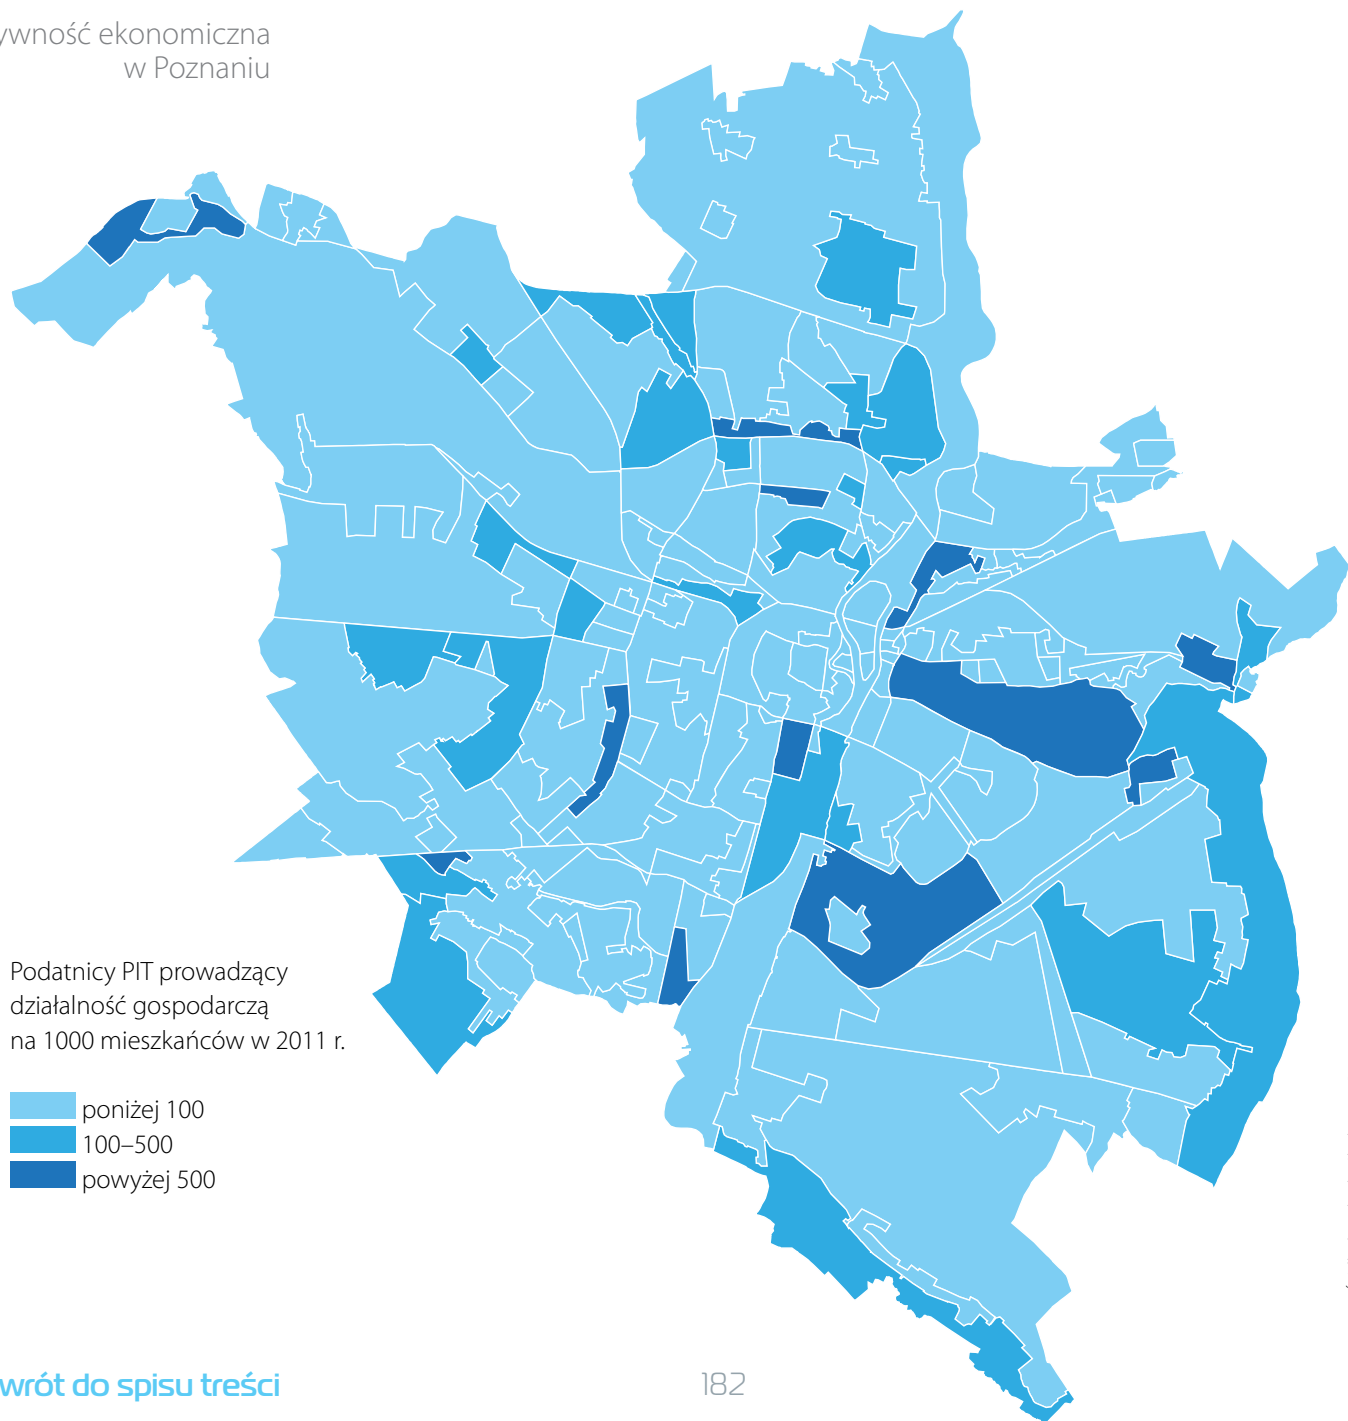 ywność ekonomiczna
w Poznaniu
Podatnicy PIT prowadzący
działalność gospodarczą
na 1000 mieszkańców w 2011 r.
poniżej 100
100–500
powyżej 500
wrót do spisu treści
182